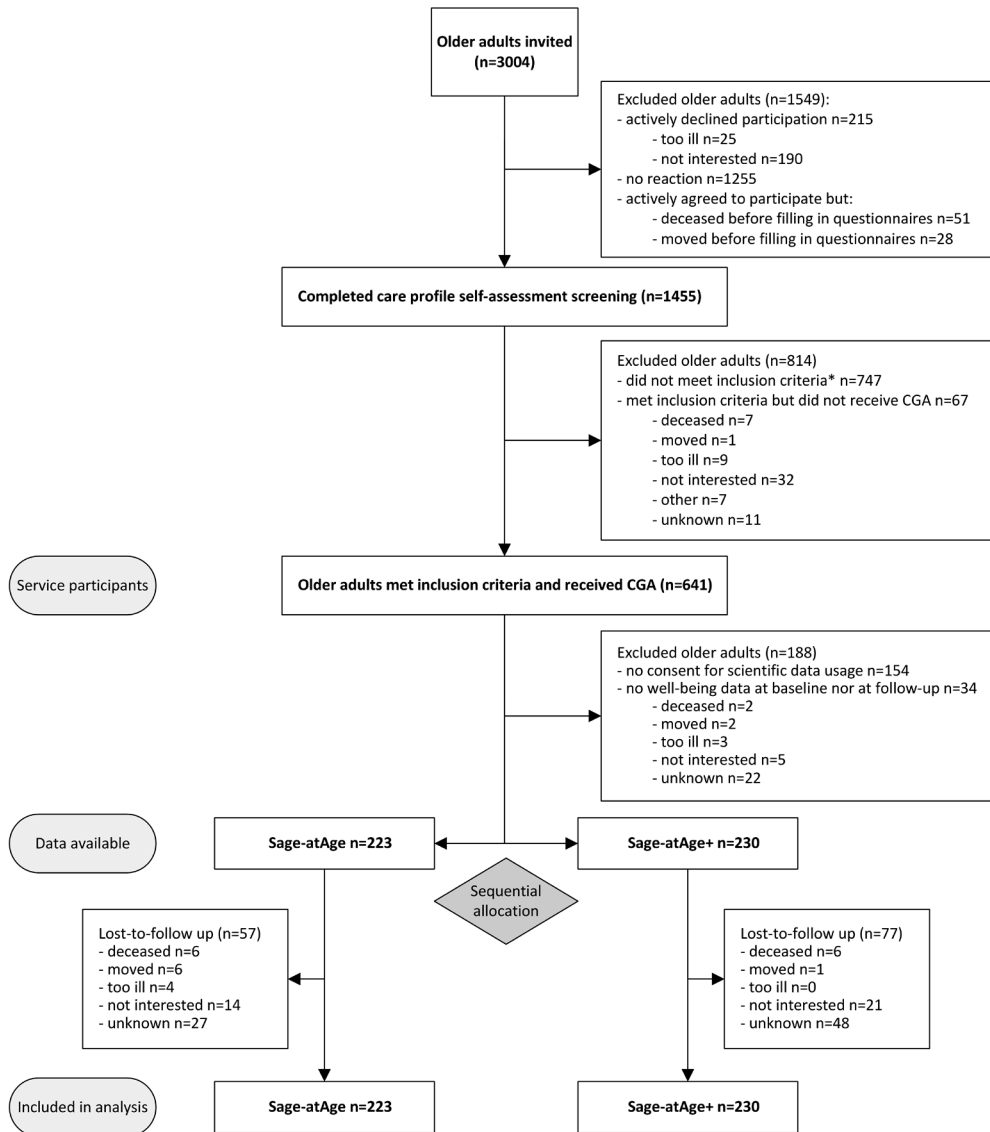 Older adults invited
(n=3004)
Excluded older adults (n=1549):
- actively declined participation n=215
- too ill n=25
- not interested n=190
- no reaction n=1255
- actively agreed to participate but:
- deceased before filling in questionnaires n=51
- moved before filling in questionnaires n=28
Completed care profile self-assessment screening (n=1455)
Excluded older adults (n=814)
- did not meet inclusion criteria* n=747
- met inclusion criteria but did not receive CGA n=67
- deceased n=7
- moved n=1
- too ill n=9
- not interested n=32
- other n=7
- unknown n=11
Service participants
Older adults met inclusion criteria and received CGA (n=641)
Excluded older adults (n=188)
- no consent for scientific data usage n=154
- no well-being data at baseline nor at follow-up n=34
- deceased n=2
- moved n=2
- too ill n=3
- not interested n=5
- unknown n=22
Data available
Sage-atAge n=223
Sage-atAge+ n=230
Sequential
allocation
Lost-to-follow up (n=57)
- deceased n=6
- moved n=6
- too ill n=4
- not interested n=14
- unknown n=27
Lost-to-follow up (n=77)
- deceased n=6
- moved n=1
- too ill n=0
- not interested n=21
- unknown n=48
Included in analysis
Sage-atAge n=223
Sage-atAge+ n=230